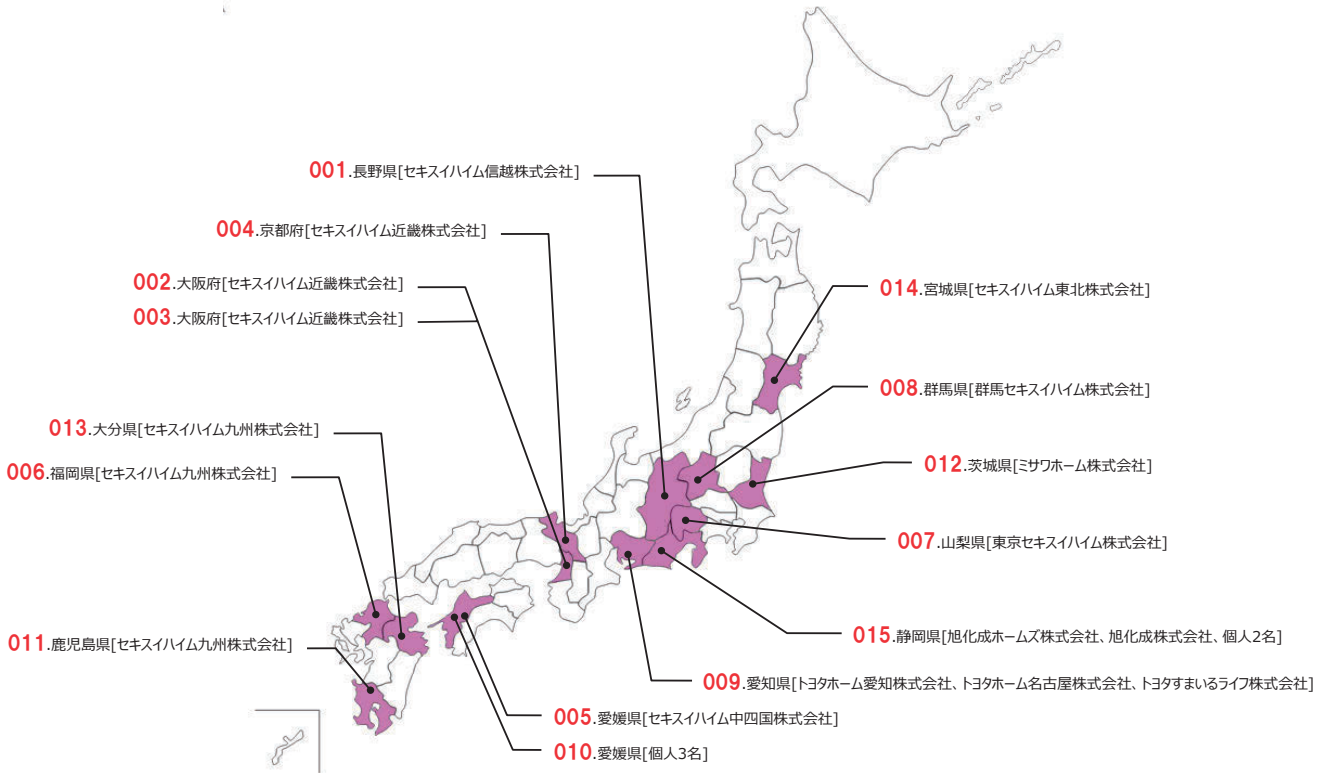 001.長野県[セキスイハイム信越株式会社]
004.京都府[セキスイハイム近畿株式会社]
002.大阪府[セキスイハイム近畿株式会社]
003.大阪府[セキスイハイム近畿株式会社]
014.宮城県[セキスイハイム東北株式会社]
008.群馬県[群馬セキスイハイム株式会社]
013.大分県[セキスイハイム九州株式会社]
006.福岡県[セキスイハイム九州株式会社]
012.茨城県[ミサワホーム株式会社]
007.山梨県[東京セキスイハイム株式会社]
011.鹿児島県[セキスイハイム九州株式会社]
015.静岡県[旭化成ホームズ株式会社、旭化成株式会社、個人2名]
009.愛知県[トヨタホーム愛知株式会社、トヨタホーム名古屋株式会社、トヨタすまいるライフ株式会社]
005.愛媛県[セキスイハイム中四国株式会社]
010.愛媛県[個人3名]